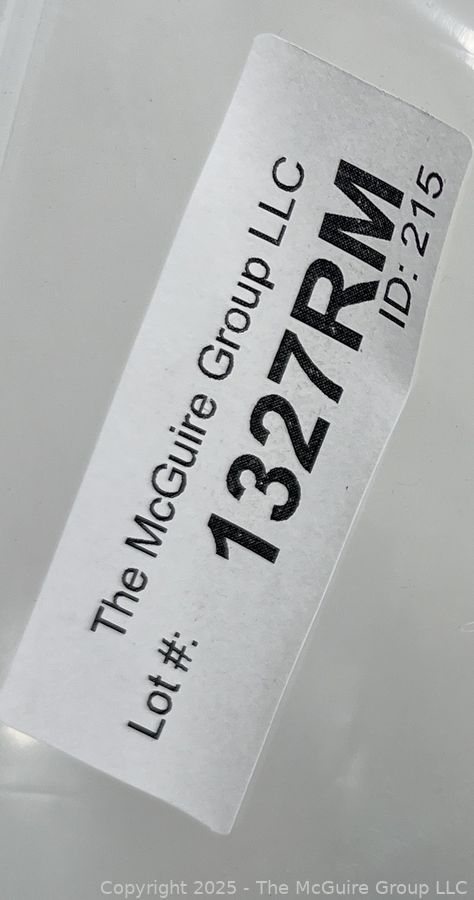 The McGuire Group LLC
Lot #: 1327RM
ID: 215
Copyright 2025 - The McGuire Group LLC